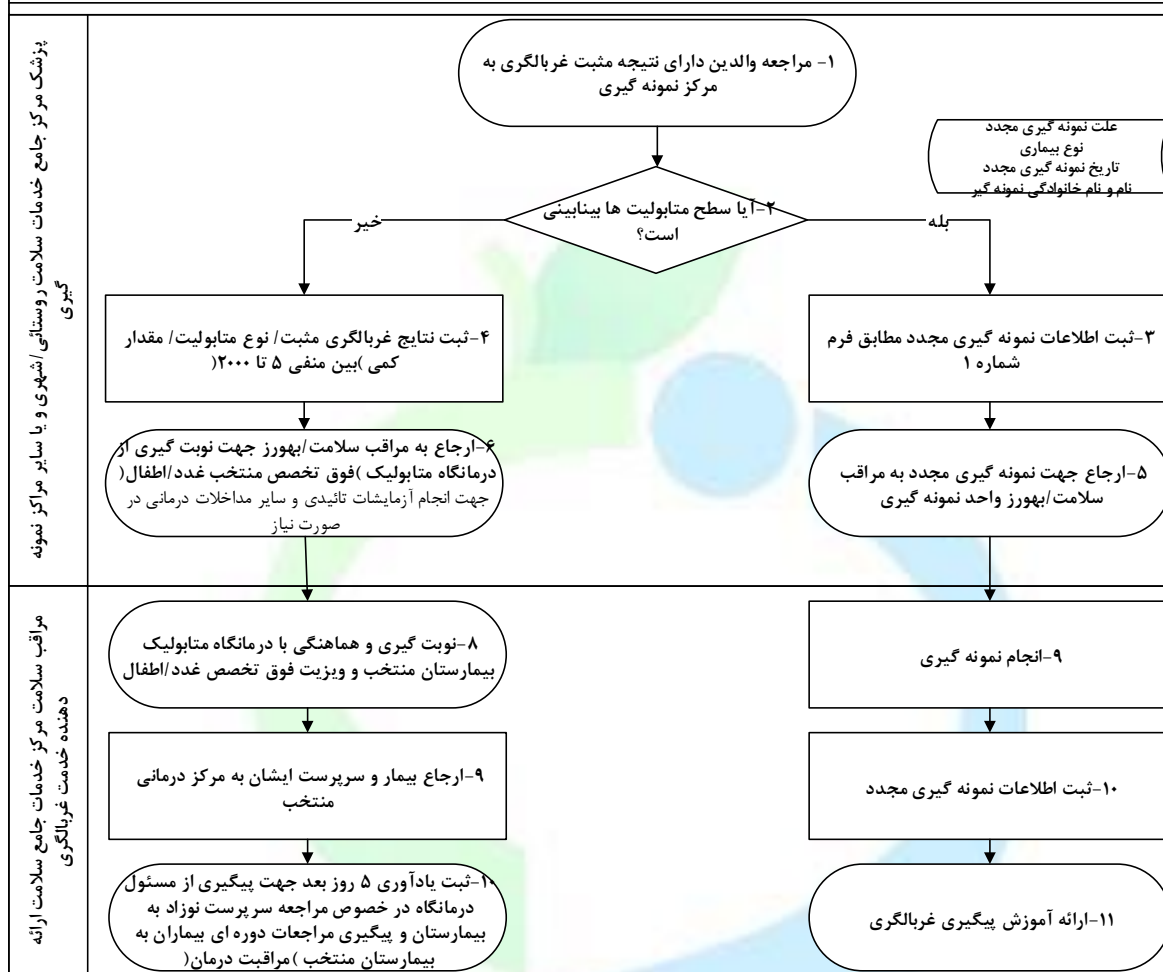 پزشک مرکز جامع خدمات سلامت روستائی/شهری و یا سایر مراکز نمونه
گیری
۱- مراجعه والدین دارای نتیجه مثبت غربالگری به
مرکز نمونه گیری
علت نمونه گیری مجدد
نوع بیماری
تاریخ نمونه گیری مجدد
نام و نام خانوادگی نمونه گیر
۲-آیا سطح متابولیت ها بینابینی
است؟
بله
خیر
۳-ثبت اطلاعات نمونه گیری مجدد مطابق فرم
شماره ۱
۴-ثبت نتایج غربالگری مثبت/ نوع متابولیت/ مقدار
کمی )بین منفی ۵ تا ۲۰۰۰(
۵-ارجاع جهت نمونه گیری مجدد به مراقب
سلامت/بهورز واحد نمونه گیری
۶-ارجاع به مراقب سلامت/بهورز جهت نوبت گیری از
درمانگاه متابولیک )فوق تخصص منتخب غدد/اطفال(
جهت انجام آزمایشات تائیدی و سایر مداخلات درمانی در
صورت نیاز
مراقب سلامت مرکز خدمات جامع سلامت ارائه
دهنده خدمت غربالگری
۹-انجام نمونه گیری
۸-نوبت گیری و هماهنگی با درمانگاه متابولیک
بیمارستان منتخب و ویزیت فوق تخصص غدد/اطفال
۱۰-ثبت اطلاعات نمونه گیری مجدد
۹-ارجاع بیمار و سرپرست ایشان به مرکز درمانی
منتخب
۱۱-ارائه آموزش پیگیری غربالگری
۱۰-ثبت یادآوری ۵ روز بعد جهت پیگیری از مسئول
درمانگاه در خصوص مراجعه سرپرست نوزاد به
بیمارستان و پیگیری مراجعات دوره ای بیماران به
بیمارستان منتخب )مراقبت درمان(